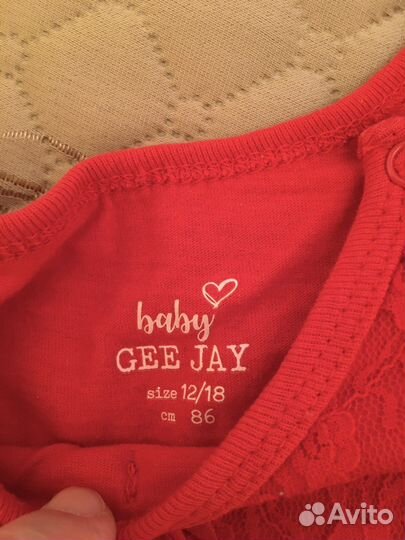 baby
GEE JAY
size 12/18
cm 86
Avito